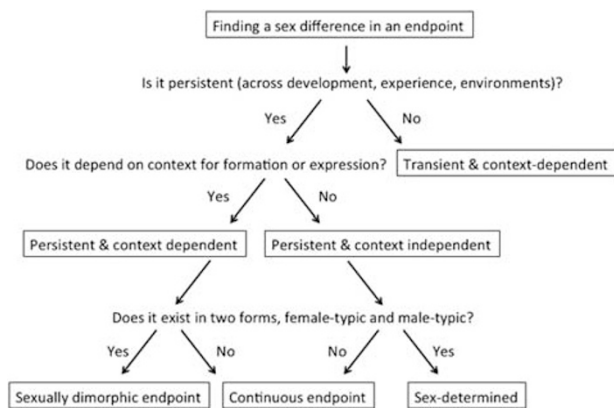 Finding a sex difference in an endpoint
Is it persistent (across development, experience, environments)?
Yes
No
Does it depend on context for formation or expression?
Transient & context-dependent
Yes
No
Persistent & context dependent
Persistent & context independent
Does it exist in two forms, female-typic and male-typic?
Yes
No
No
Yes
Sexually dimorphic endpoint
Continuous endpoint
Sex-determined